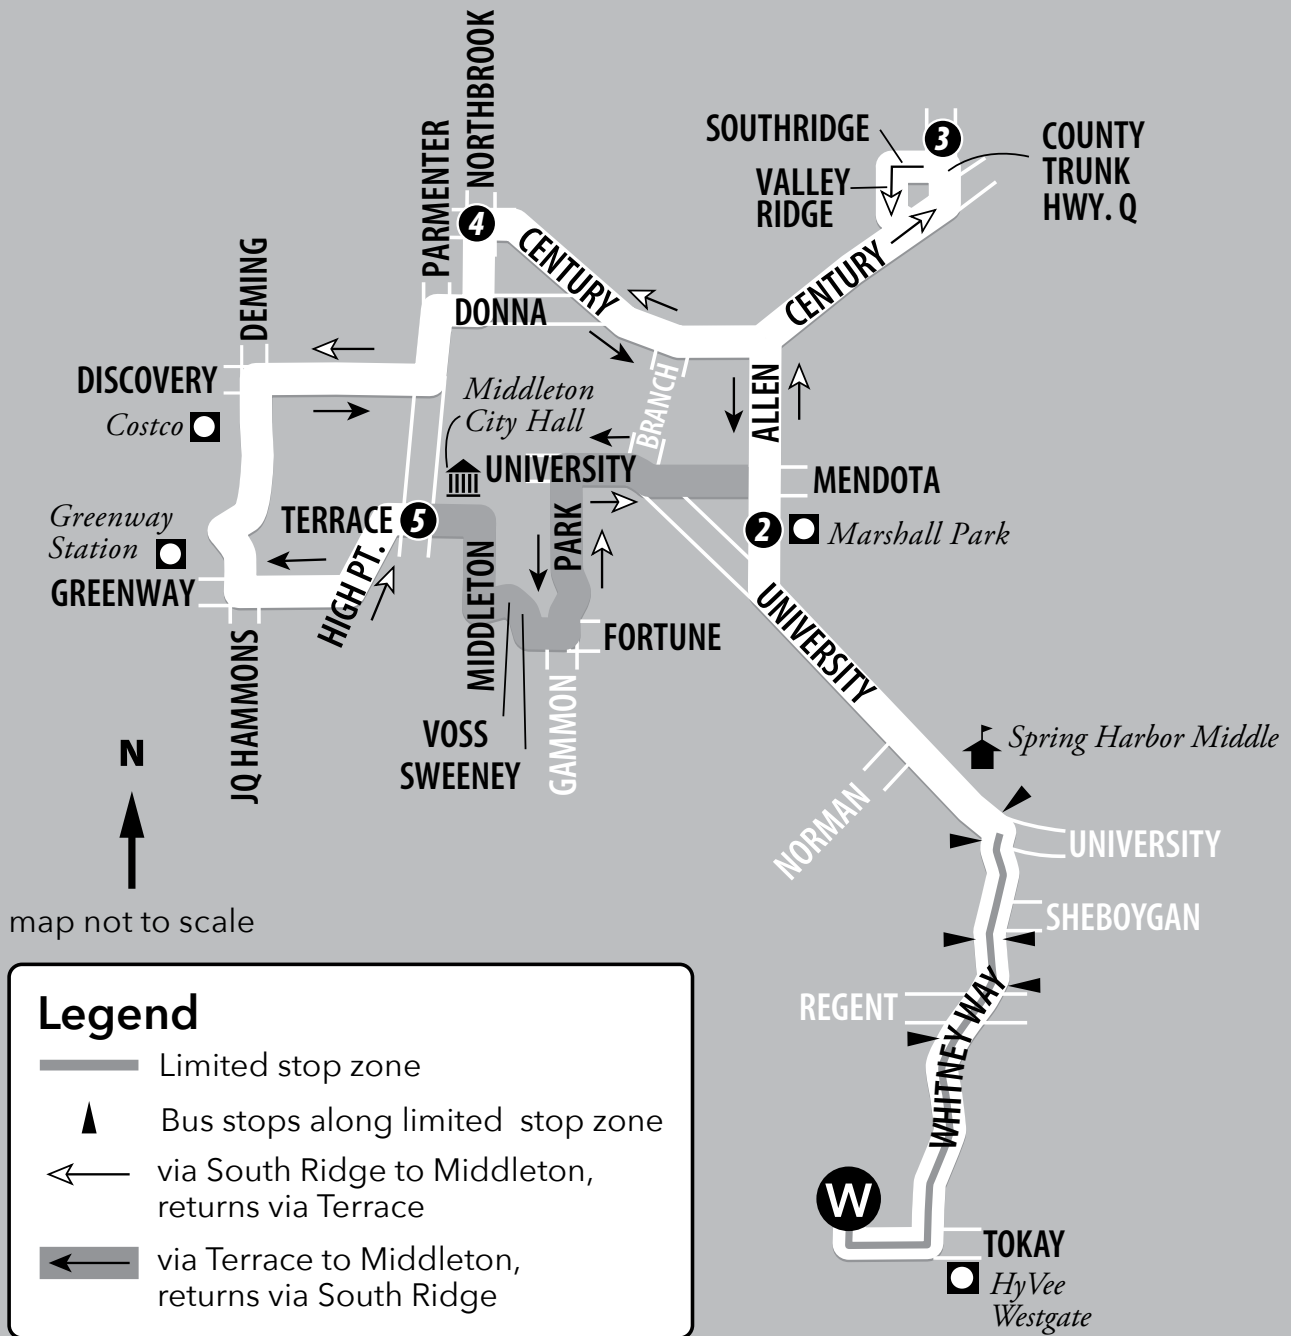 NORTHBROOK
PARMENTER
SOUTHRIDGE
3
COUNTY
TRUNK
HWY. Q
VALLEY
RIDGE
4
CENTURY
CENTURY
DEMING
DONNA
DISCOVERY
Costco
Middleton
City Hall
BRANCH
ALLEN
UNIVERSITY
MENDOTA
Greenway
Station
TERRACE
5
PARK
2
Marshall Park
GREENWAY
HIGH PT.
MIDDLETON
FORTUNE
UNIVERSITY
JQ HAMMONS
GAMMON
VOSS
SWEENEY
N
Spring Harbor Middle
NORMAN
UNIVERSITY
map not to scale
SHEBOYGAN
REGENT
WHITNEY WAY
W
TOKAY
HyVee
Westgate
Legend
Limited stop zone
Bus stops along limited stop zone
via South Ridge to Middleton,
returns via Terrace
via Terrace to Middleton,
returns via South Ridge